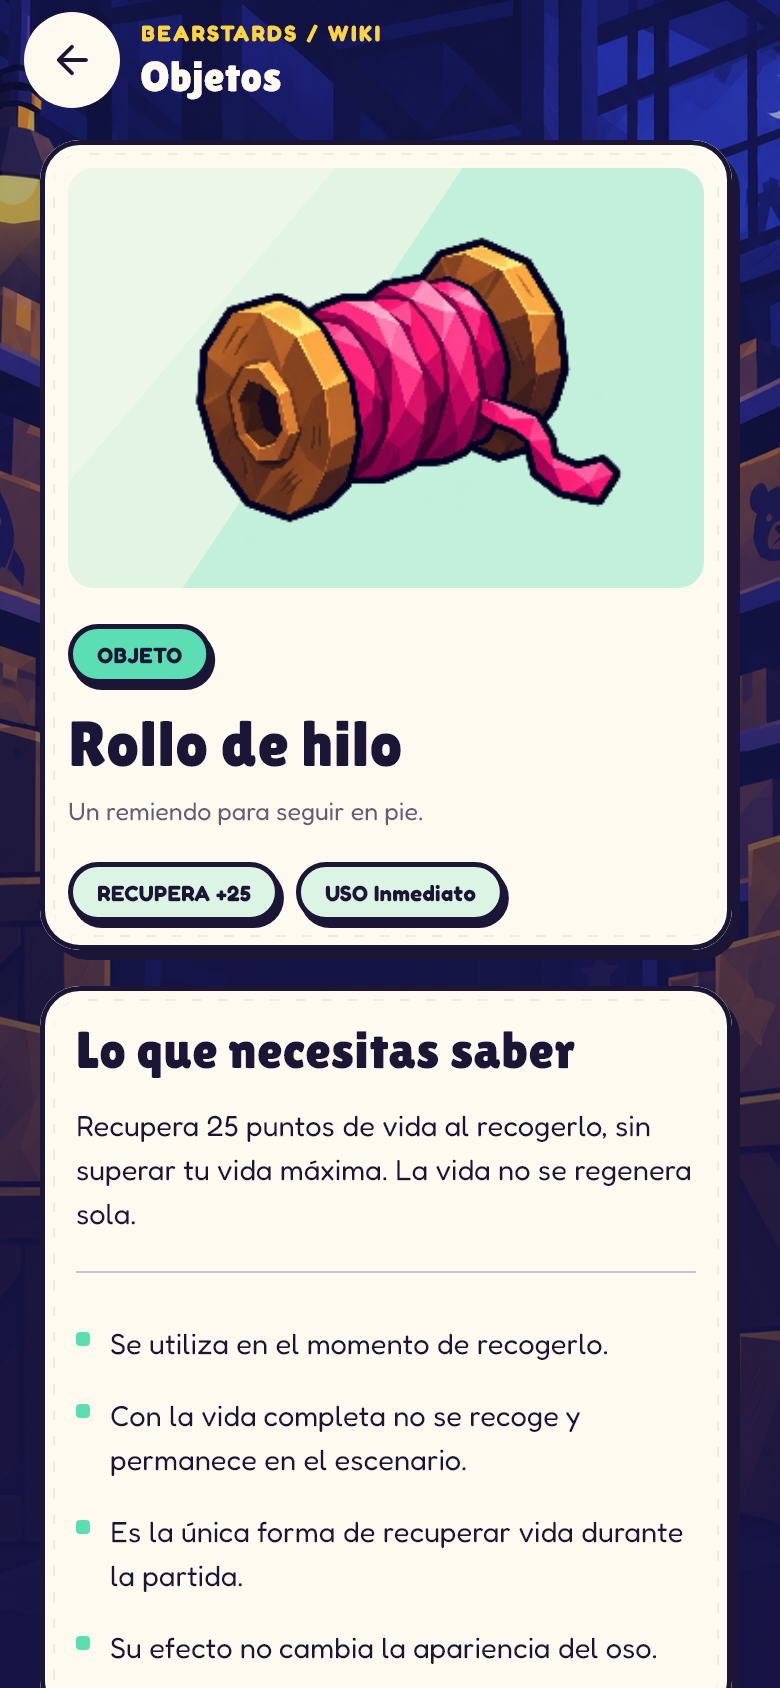 BEARSTARDS / WIKI
Objetos
OBJETO
Rollo de hilo
Un remiendo para seguir en pie.
RECUPERA +25
USO Inmediato
Lo que necesitas saber
Recupera 25 puntos de vida al recogerlo, sin
superar tu vida máxima. La vida no se regenera
sola.
Se utiliza en el momento de recogerlo.
Con la vida completa no se recoge y
permanece en el escenario.
Es la única forma de recuperar vida durante
la partida.
Su efecto no cambia la apariencia del oso.